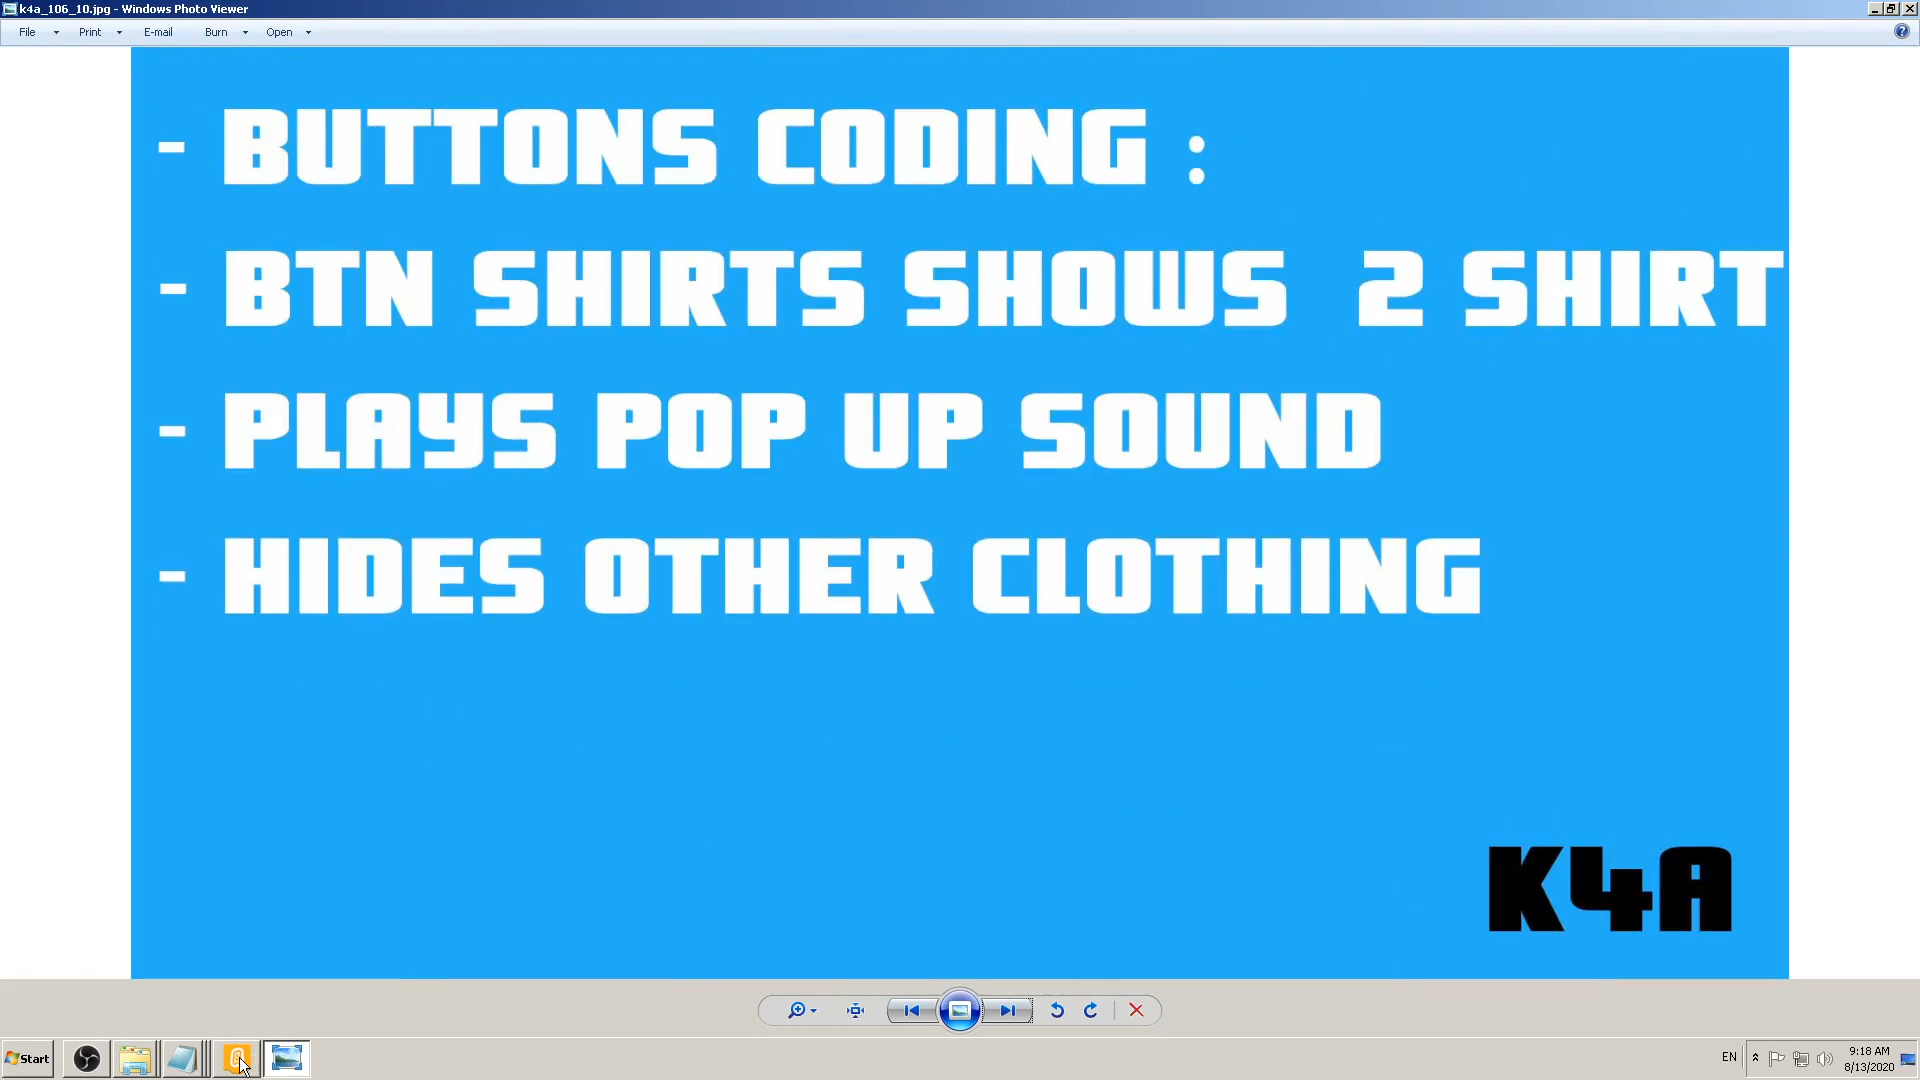 k4a_106_10.jpg - Windows Photo Viewer
File Print E-mail Burn Open
- BUTTONS CODING :
- BTN SHIRTS SHOWS 2 SHIRT
- PLAYS POP UP SOUND
- HIDES OTHER CLOTHING
K4A
Start
EN
9:18 AM
8/13/2020